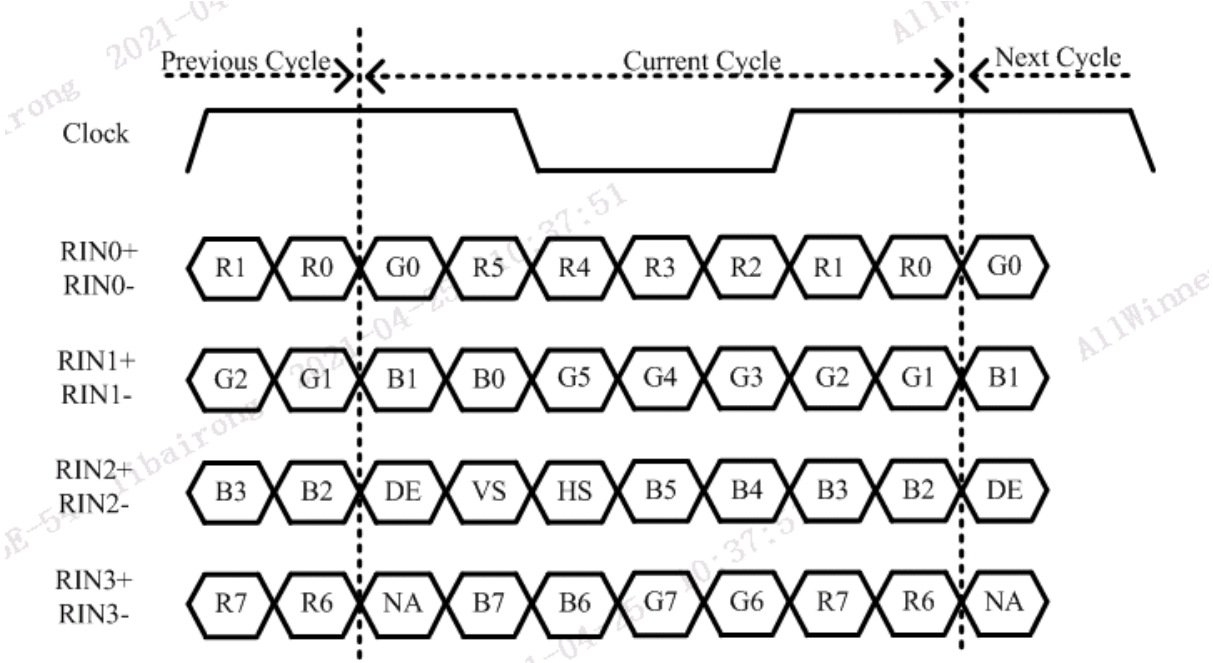 Previous Cycle Current Cycle Next Cycle
Clock
RIN0+
RIN0-
R1 R0 G0 R5 R4 R3 R2 R1 R0 G0
RIN1+
RIN1-
G2 G1 B1 B0 G5 G4 G3 G2 G1 B1
RIN2+
RIN2-
B3 B2 DE VS HS B5 B4 B3 B2 DE
RIN3+
RIN3-
R7 R6 NA B7 B6 G7 G6 R7 R6 NA